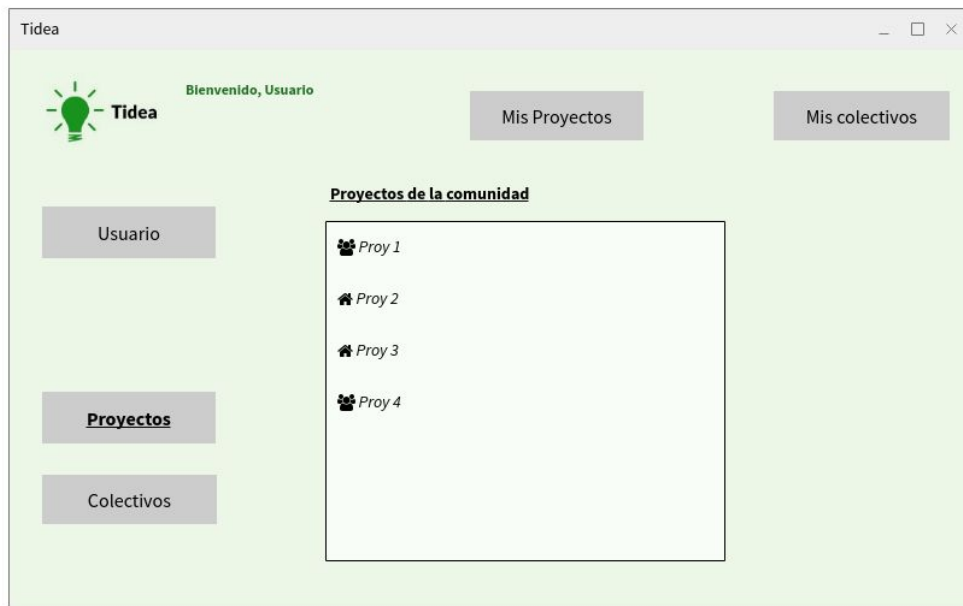 Tidea
Tidea
Bienvenido, Usuario
Mis Proyectos
Mis colectivos
Proyectos de la comunidad
Usuario
Proy 1
Proy 2
Proy 3
Proy 4
Proyectos
Colectivos